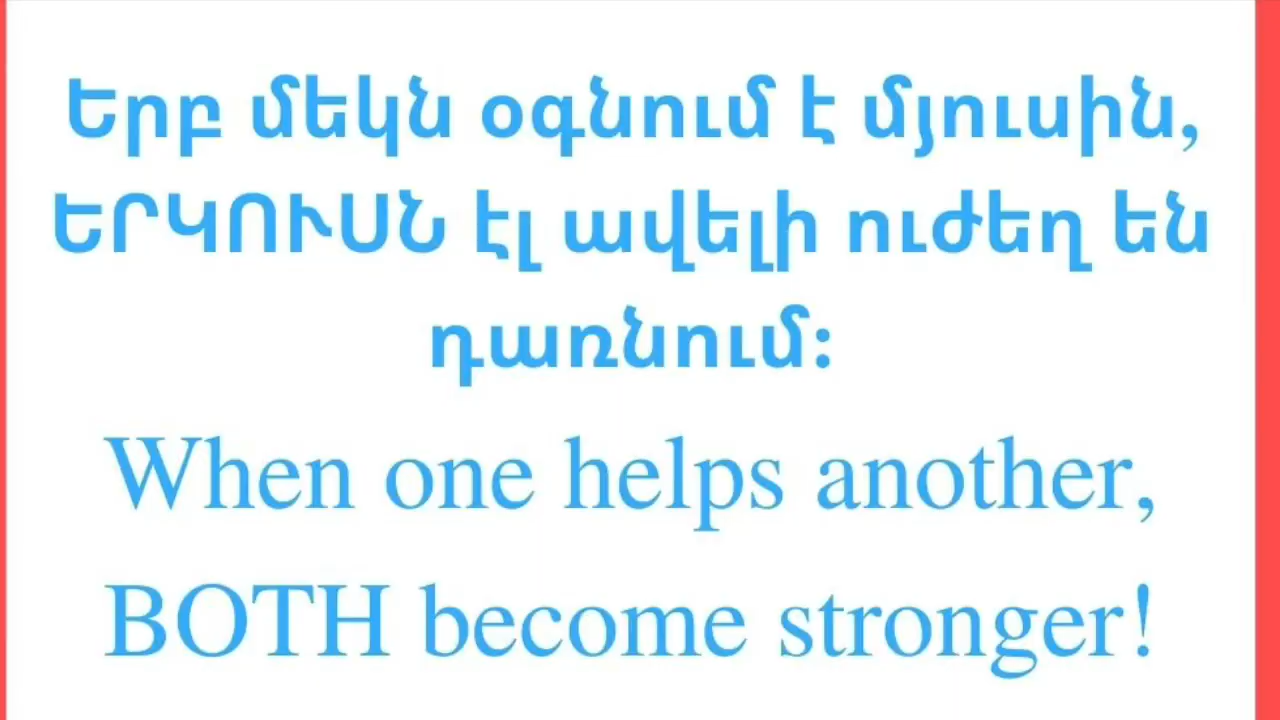 Երբ մեկն օգնում է մյուսին,
ԵՐԿՈՒՍՆ էլ ավելի ուժեղ են
դառնում:
When one helps another,
BOTH become stronger!